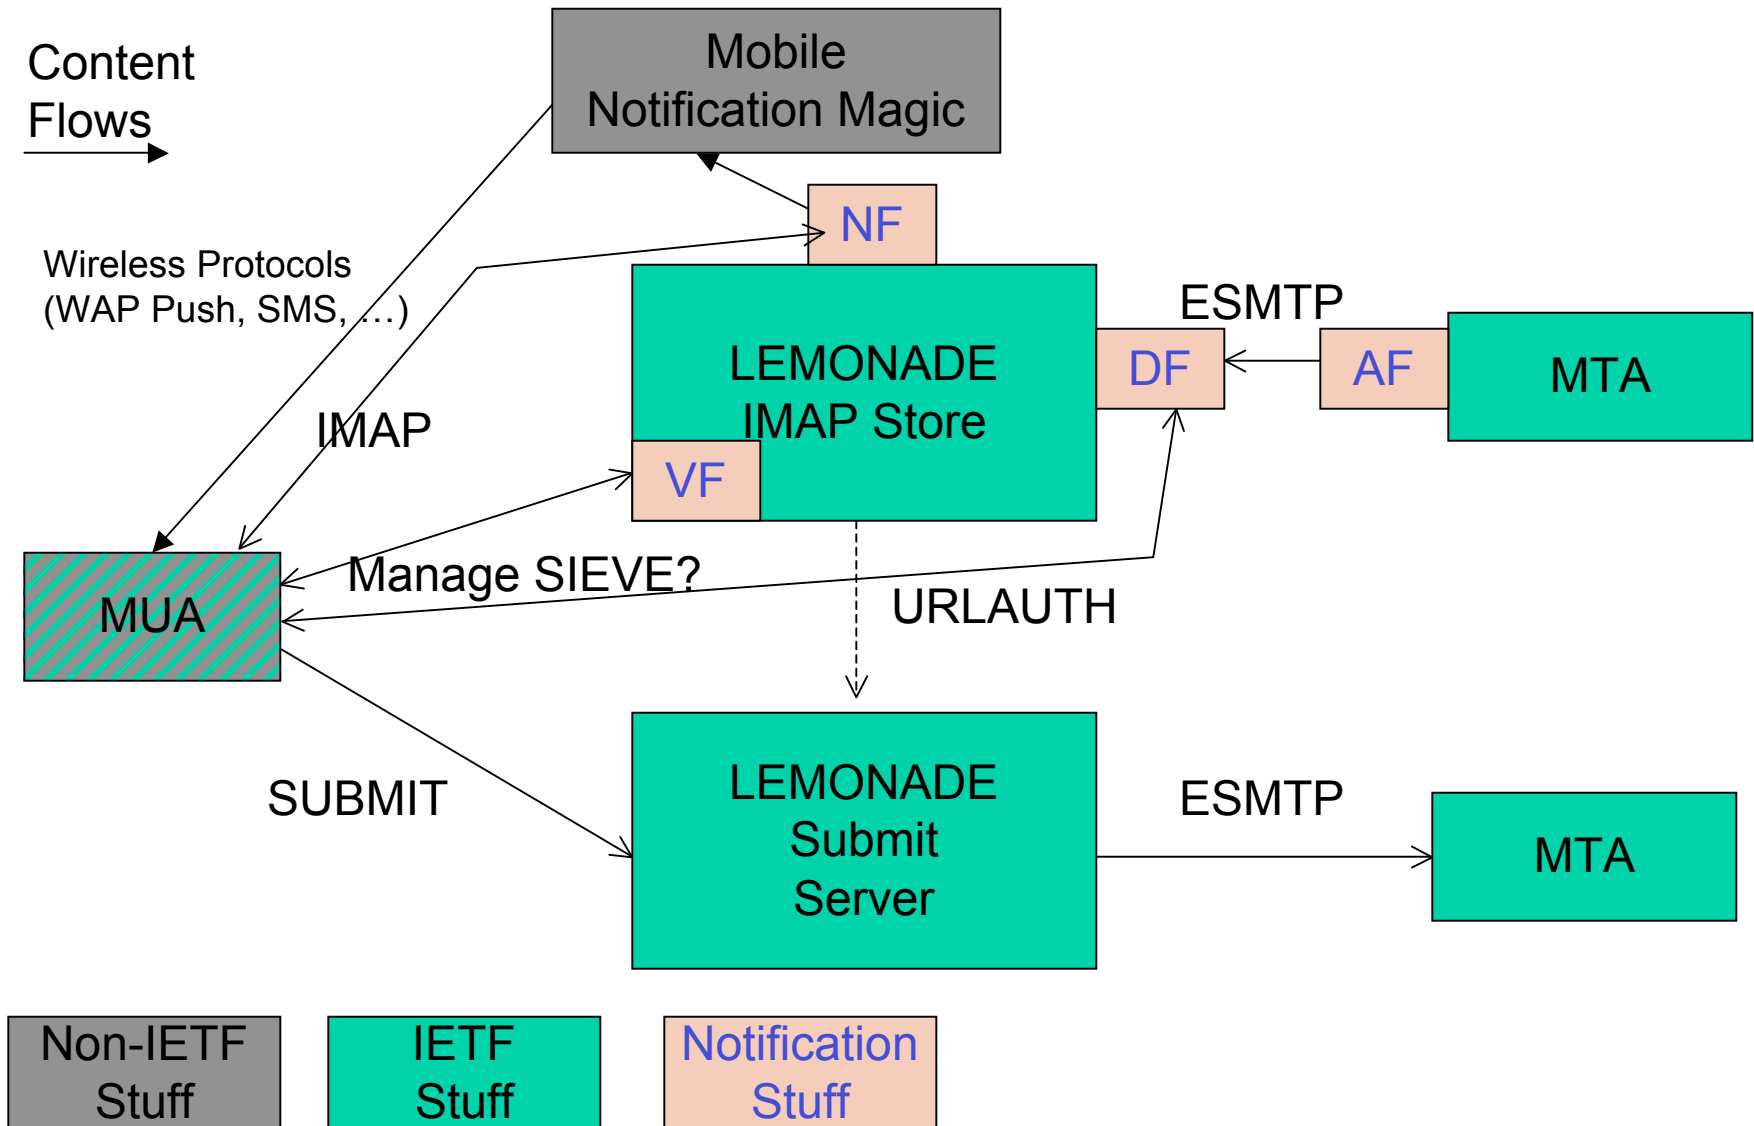 Content
Flows
Mobile
Notification Magic
NF
Wireless Protocols
(WAP Push, SMS, …)
ESMTP
LEMONADE
IMAP Store
DF
AF
MTA
IMAP
VF
Manage SIEVE?
MUA
URLAUTH
SUBMIT
LEMONADE
Submit
Server
ESMTP
MTA
Non-IETF
Stuff
IETF
Stuff
Notification
Stuff